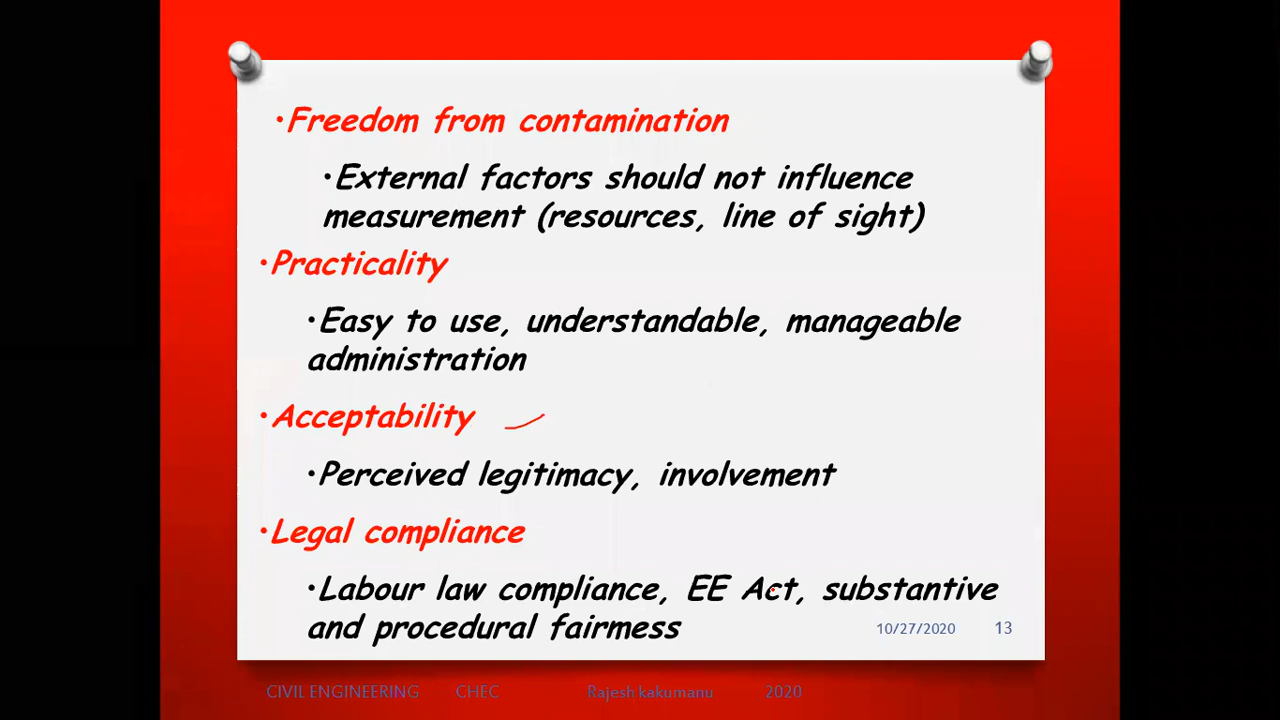 •Freedom from contamination
•External factors should not influence
measurement (resources, line of sight)
•Practicality
•Easy to use, understandable, manageable
administration
•Acceptability
•Perceived legitimacy, involvement
•Legal compliance
•Labour law compliance, EE Act, substantive
and procedural fairmess
10/27/2020 13
CIVIL ENGINEERING CHEC Rajesh kakumanu 2020